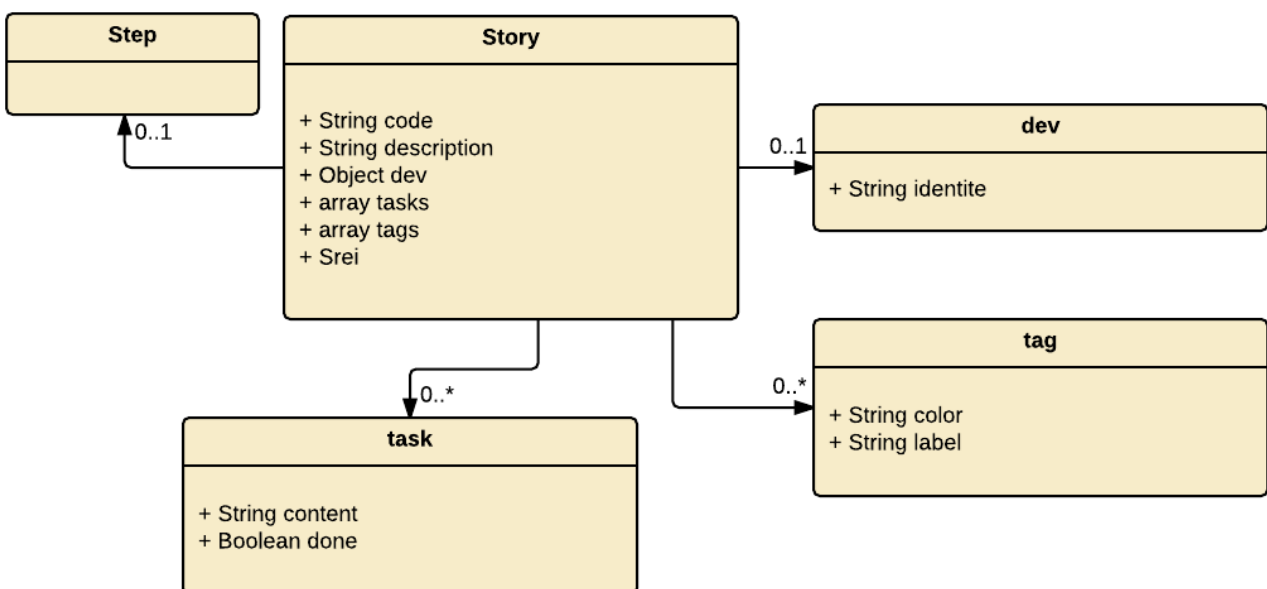 Step
0..1
Story
+ String code
+ String description
+ Object dev
+ array tasks
+ array tags
+ Srei
0..1
dev
+ String identite
0..*
tag
+ String color
+ String label
0..*
task
+ String content
+ Boolean done